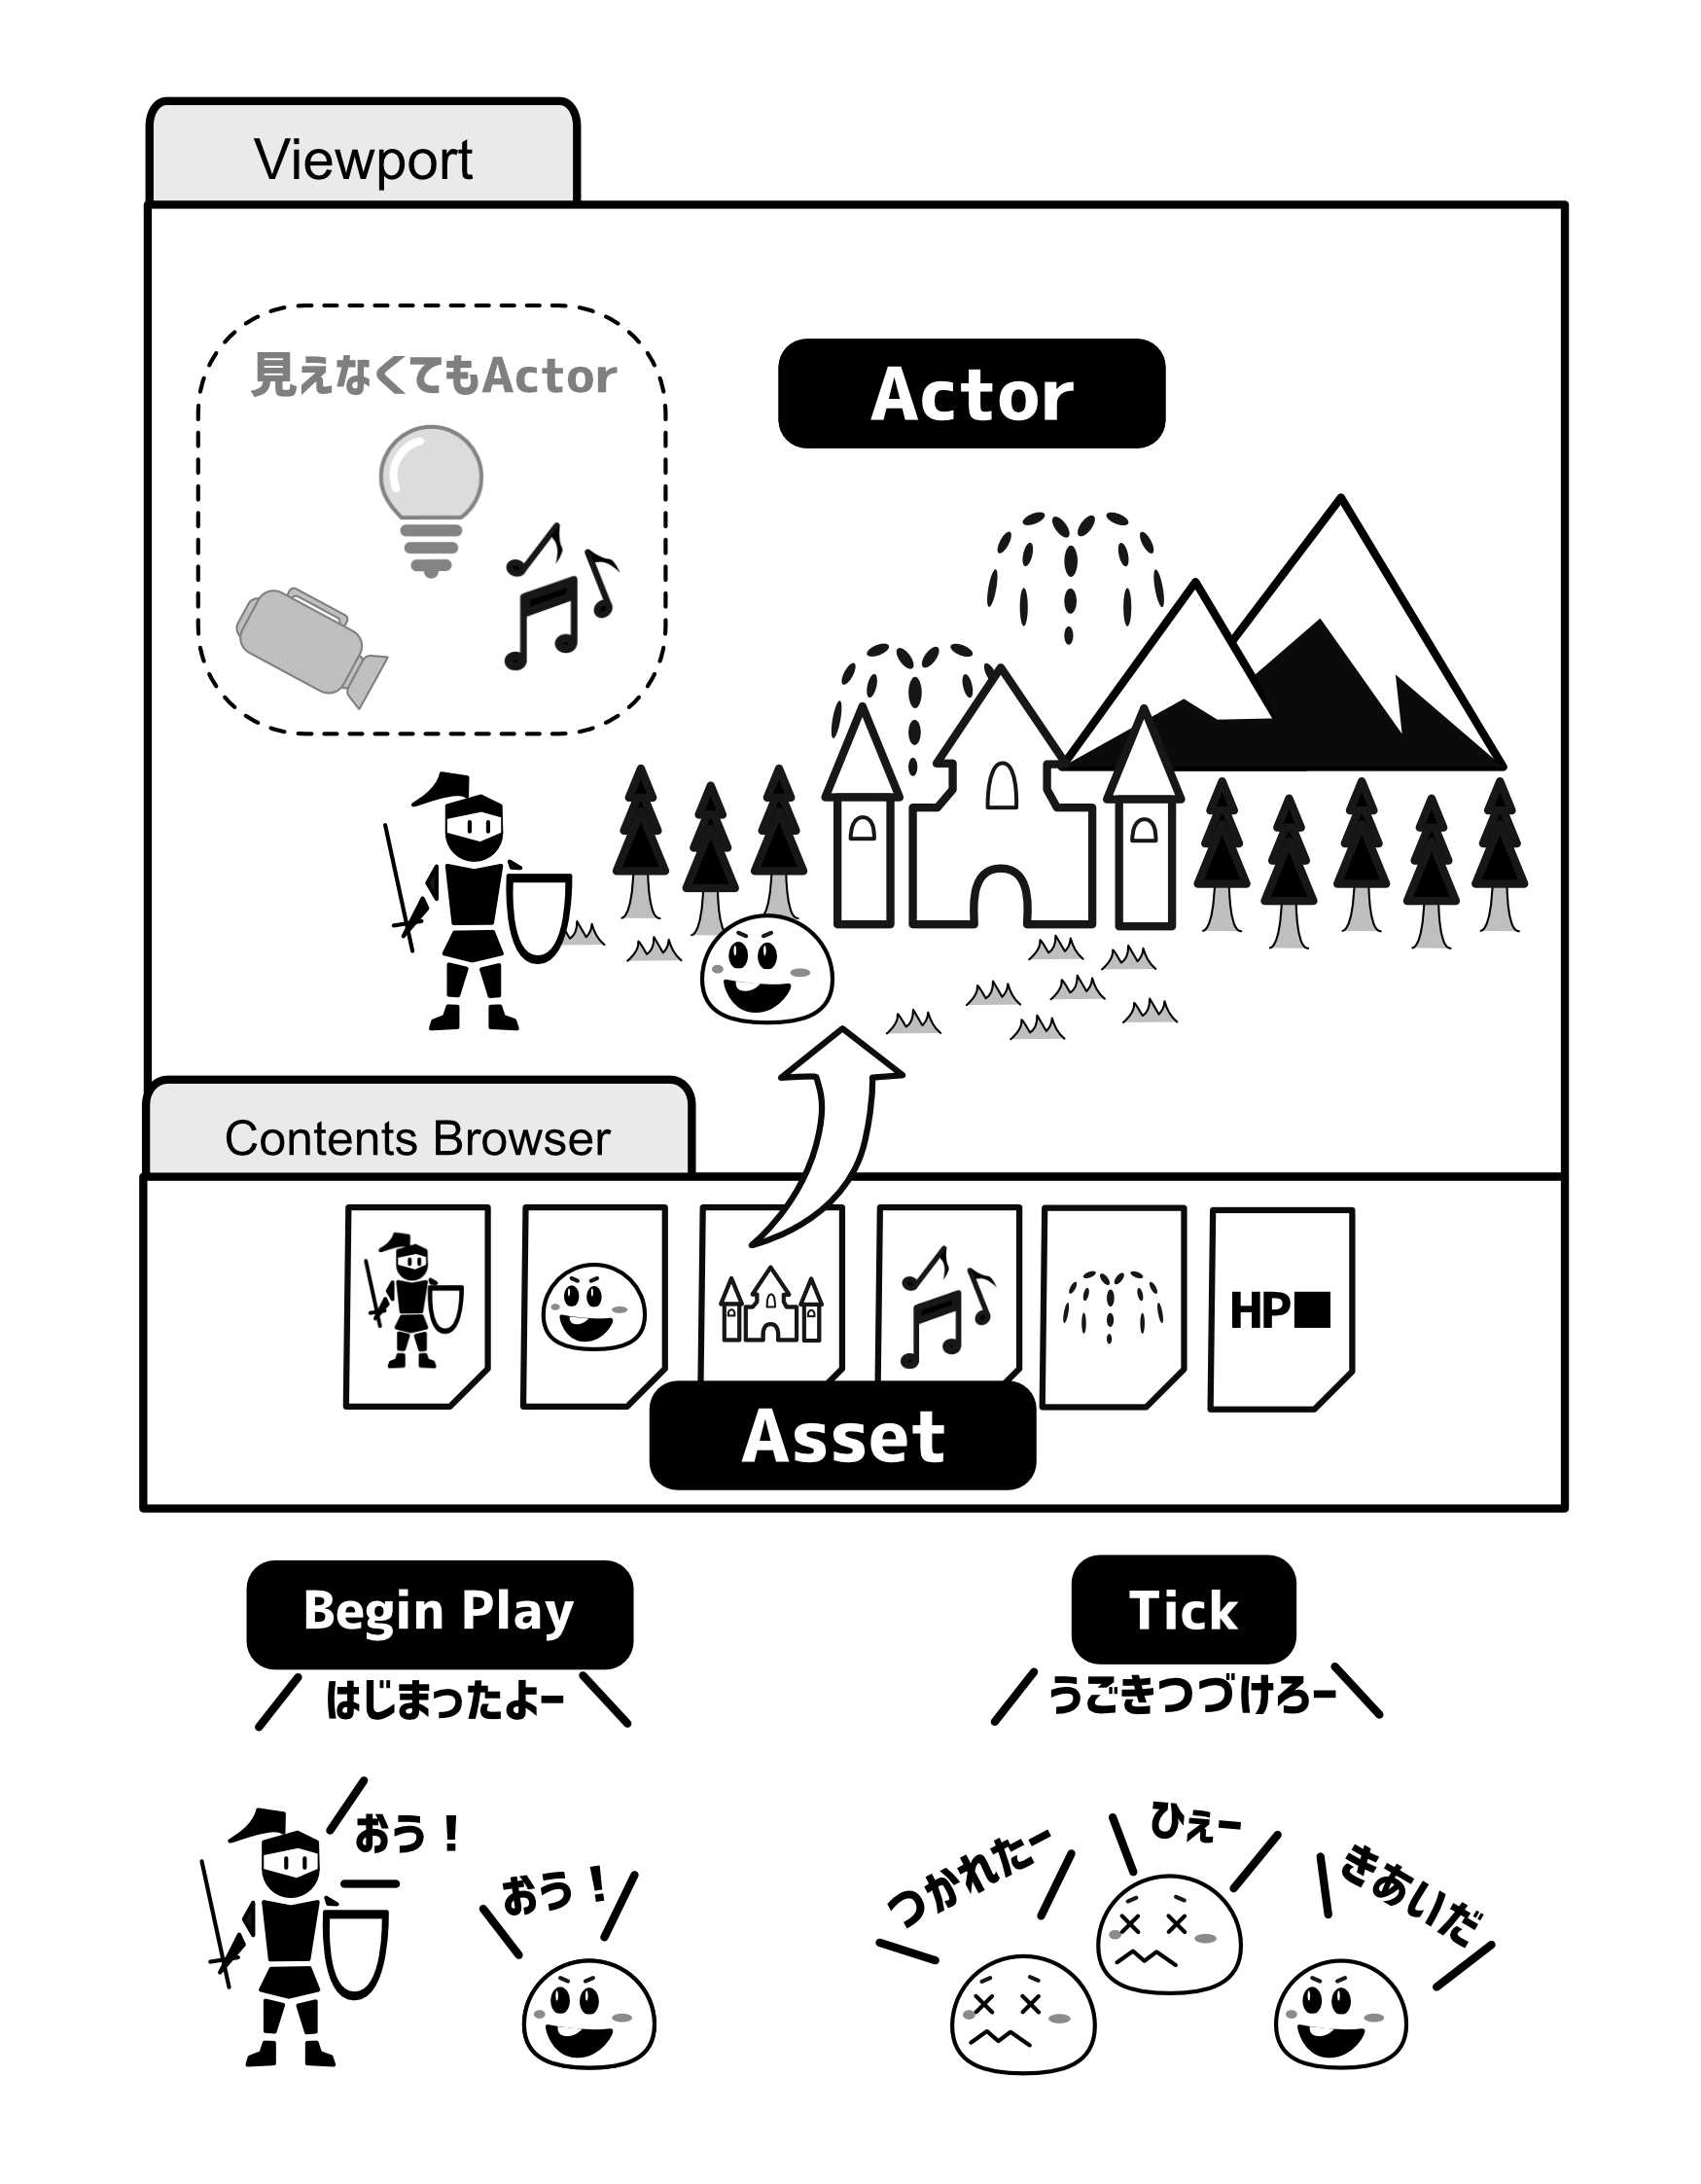 Viewport
見えなくてもActor
Actor
Contents Browser
HP■
Asset
Begin Play
はじまったよー
おう！
おう！
Tick
うごきつづけろー
つかれたー
ひぇー
きあいだ